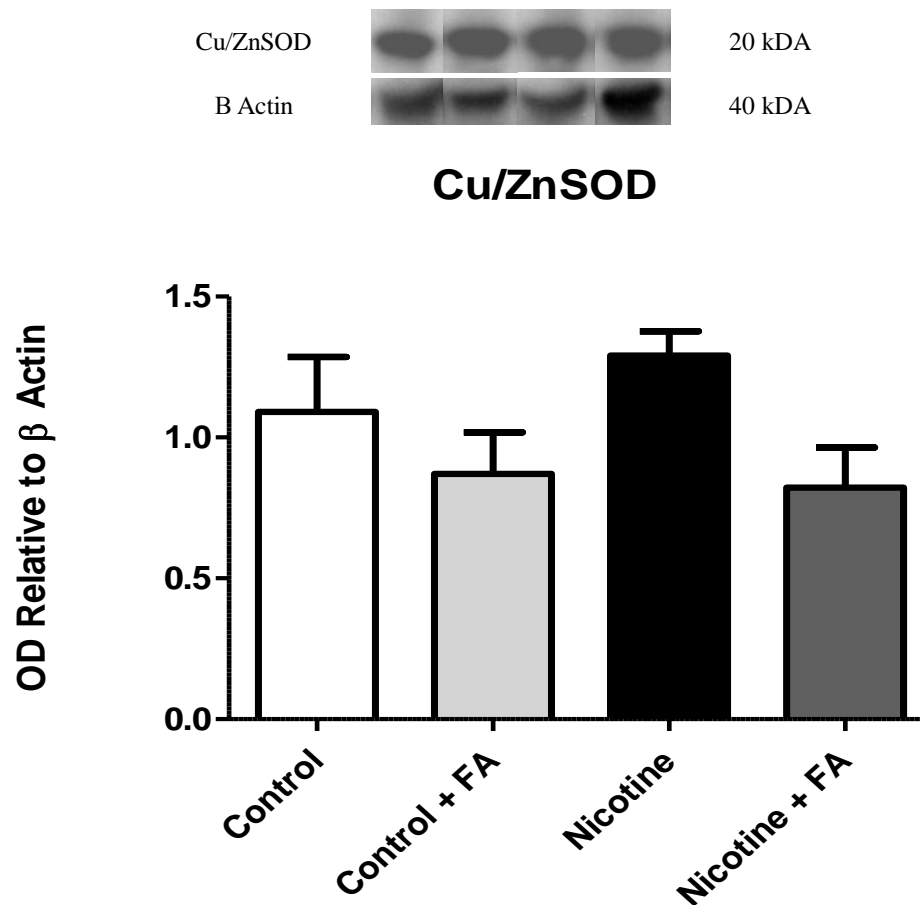 Cu/ZnSOD 20 kDA
B Actin 40 kDA
Cu/ZnSOD
OD Relative to β Actin
1.5
1.0
0.5
0.0
Control
Control + FA
Nicotine
Nicotine + FA